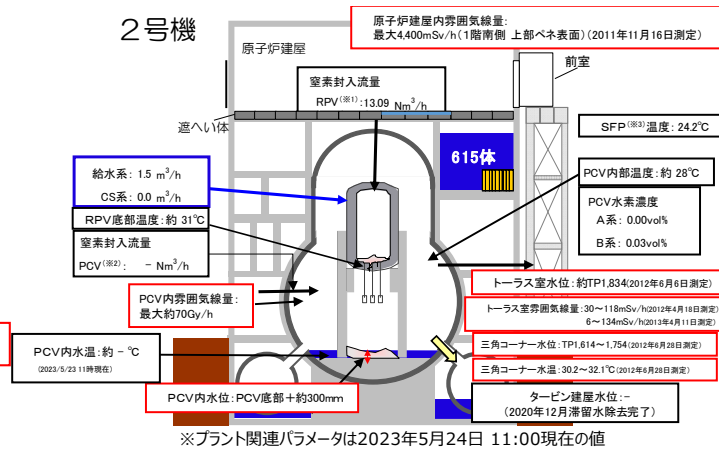 2号機
原子炉建屋内雰囲気線量:
最大4,400mSv/h(1階南側 上部ペネ表面)(2011年11月16日測定)
原子炉建屋
前室
窒素封入流量
RPV(※1):13.09 Nm³/h
遮へい体
SFP(※3)温度: 24.2℃
615体
給水系: 1.5 m³/h
CS系: 0.0 m³/h
PCV内部温度: 約 28℃
RPV底部温度: 約 31℃
PCV水素濃度
A系: 0.00vol%
B系: 0.03vol%
窒素封入流量
PCV(※2): － Nm³/h
トーラス室水位: 約TP1,834(2012年6月6日測定)
PCV内雰囲気線量:
最大約70Gy/h
トーラス室雰囲気線量: 30～118mSv/h(2012年4月18日測定)
6～134mSv/h(2013年4月11日測定)
三角コーナー水位: TP1,614～1,754(2012年6月28日測定)
PCV内水温: 約 － ℃
(2023/5/23 11時現在)
三角コーナー水温: 30.2～32.1℃(2012年6月28日測定)
PCV内水位: PCV底部＋約300mm
タービン建屋水位:－
(2020年12月滞留水除去完了)
※プラント関連パラメータは2023年5月24日 11:00現在の値